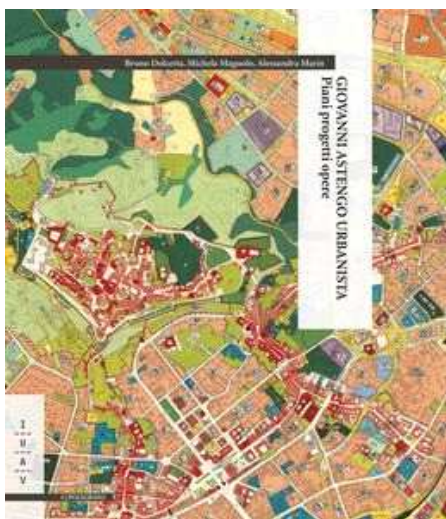 Bruno Dolcetta, Michela Maguolo, Alessandra Marin
GIOVANNI ASTENGO URBANISTA
Piani progetti opere
I
U
A
V